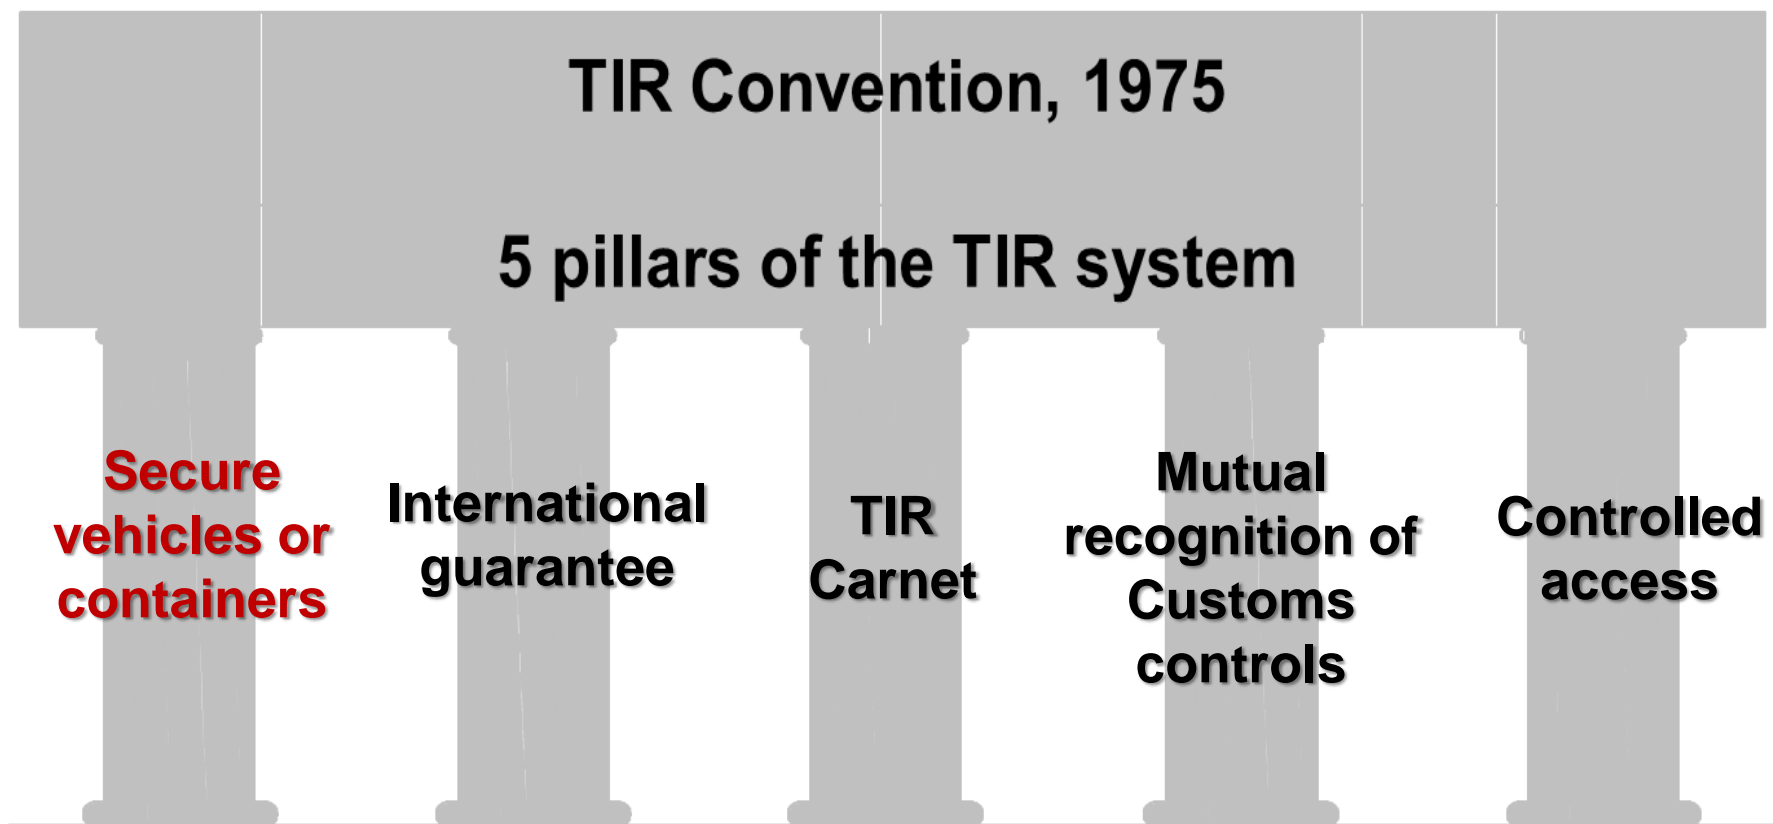 TIR Convention, 1975
5 pillars of the TIR system
Secure
vehicles or
containers
International
guarantee
TIR
Carnet
Mutual
recognition of
Customs
controls
Controlled
access